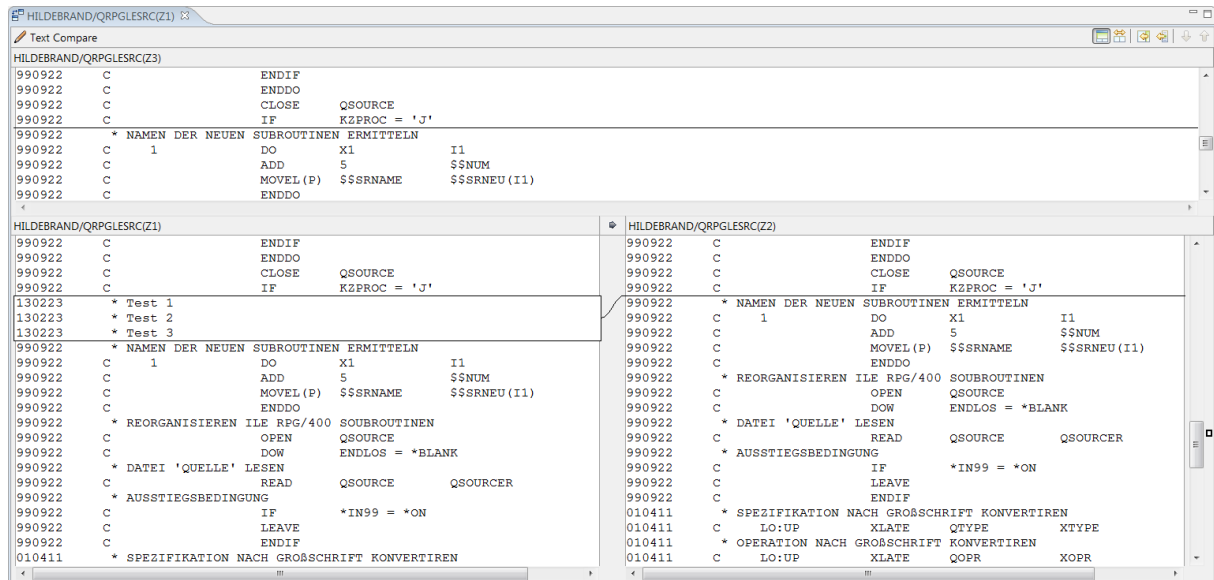 HILDEBRAND/QRPGLESRC(Z1)
Text Compare
HILDEBRAND/QRPGLESRC(Z3)
990922 C ENDIF
990922 C ENDDO
990922 C CLOSE QSOURCE
990922 C IF KZPROC = 'J'
990922 * NAMEN DER NEUEN SUBROUTINEN ERMITTELN
990922 C 1 DO X1 I1
990922 C ADD 5 $$NUM
990922 C MOVEL(P) $$SRNAME $$SRNEU(I1)
990922 C ENDDO
HILDEBRAND/QRPGLESRC(Z1)
990922 C ENDIF
990922 C ENDDO
990922 C CLOSE QSOURCE
990922 C IF KZPROC = 'J'
130223 * Test 1
130223 * Test 2
130223 * Test 3
990922 * NAMEN DER NEUEN SUBROUTINEN ERMITTELN
990922 C 1 DO X1 I1
990922 C ADD 5 $$NUM
990922 C MOVEL(P) $$SRNAME $$SRNEU(I1)
990922 C ENDDO
990922 * REORGANISIEREN ILE RPG/400 SOUBROUTINEN
990922 C OPEN QSOURCE
990922 C DOW ENDLOS = *BLANK
990922 * DATEI 'QUELLE' LESEN
990922 C READ QSOURCE QSOURCER
990922 * AUSSTIEGSBEDINGUNG
990922 C IF *IN99 = *ON
990922 C LEAVE
990922 C ENDIF
010411 * SPEZIFIKATION NACH GROßSCHRIFT KONVERTIREN
HILDEBRAND/QRPGLESRC(Z2)
990922 C ENDIF
990922 C ENDDO
990922 C CLOSE QSOURCE
990922 C IF KZPROC = 'J'
990922 * NAMEN DER NEUEN SUBROUTINEN ERMITTELN
990922 C 1 DO X1 I1
990922 C ADD 5 $$NUM
990922 C MOVEL(P) $$SRNAME $$SRNEU(I1)
990922 C ENDDO
990922 * REORGANISIEREN ILE RPG/400 SOUBROUTINEN
990922 C OPEN QSOURCE
990922 C DOW ENDLOS = *BLANK
990922 * DATEI 'QUELLE' LESEN
990922 C READ QSOURCE QSOURCER
990922 * AUSSTIEGSBEDINGUNG
990922 C IF *IN99 = *ON
990922 C LEAVE
990922 C ENDIF
010411 * SPEZIFIKATION NACH GROßSCHRIFT KONVERTIREN
010411 C LO:UP XLATE QTYPE XTYPE
010411 * OPERATION NACH GROßSCHRIFT KONVERTIREN
010411 C LO:UP XLATE QOPR XOPR